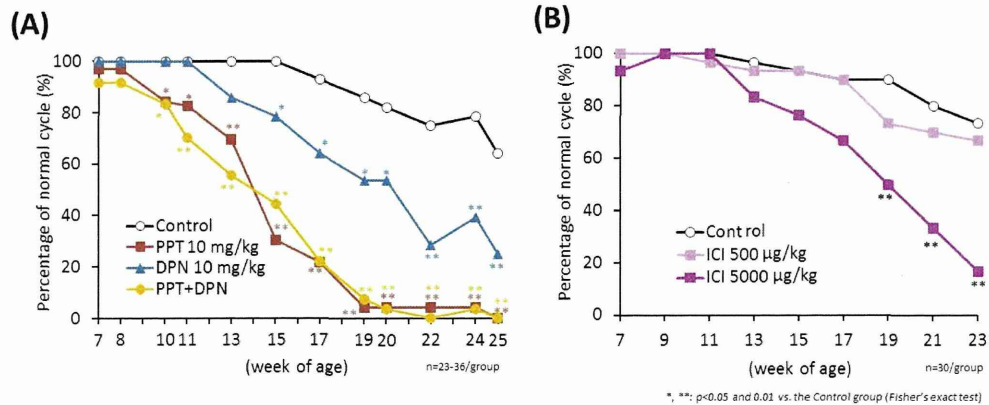 (A)
Percentage of normal cycle (%)
100
80
60
40
20
0
Control
PPT 10 mg/kg
DPN 10 mg/kg
PPT+DPN
* * ** ** * * * * ** ** **
* ** ** ** ** ** ** ** ** **
7 8 10 11 13 15 17 19 20 22 24 25
(week of age)
n=23-36/group
(B)
Percentage of normal cycle (%)
100
80
60
40
20
0
Control
ICI 500 μg/kg
ICI 5000 μg/kg
**
**
**
7 9 11 13 15 17 19 21 23
(week of age)
n=30/group
*, **: p<0.05 and 0.01 vs. the Control group (Fisher's exact test)